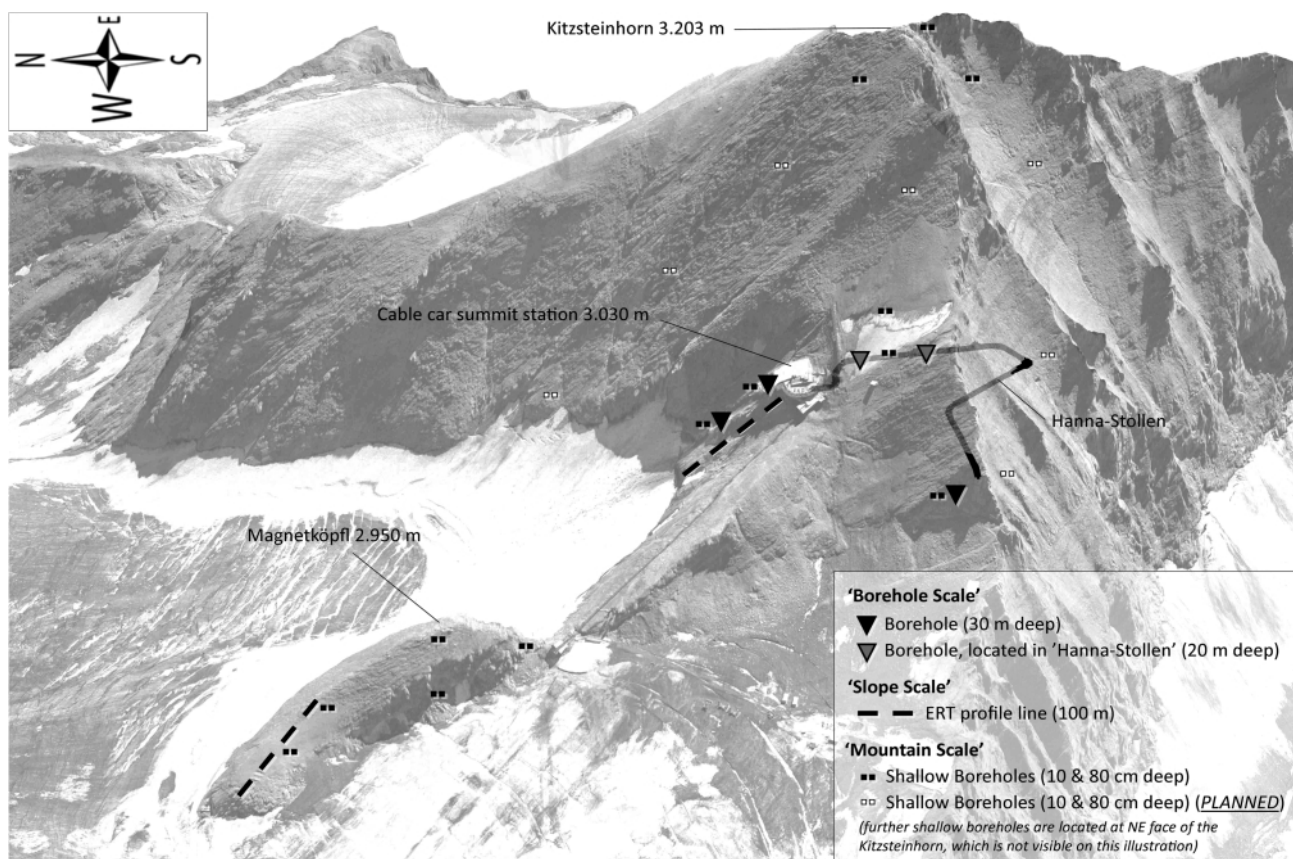 E
N
S
W
Kitzsteinhorn 3.203 m
Cable car summit station 3.030 m
Hanna-Stollen
Magnetköpfl 2.950 m
‘Borehole Scale’
Borehole (30 m deep)
Borehole, located in ’Hanna-Stollen’ (20 m deep)
‘Slope Scale’
ERT profile line (100 m)
‘Mountain Scale’
Shallow Boreholes (10 & 80 cm deep)
Shallow Boreholes (10 & 80 cm deep) (PLANNED)
(further shallow boreholes are located at NE face of the
Kitzsteinhorn, which is not visible on this illustration)